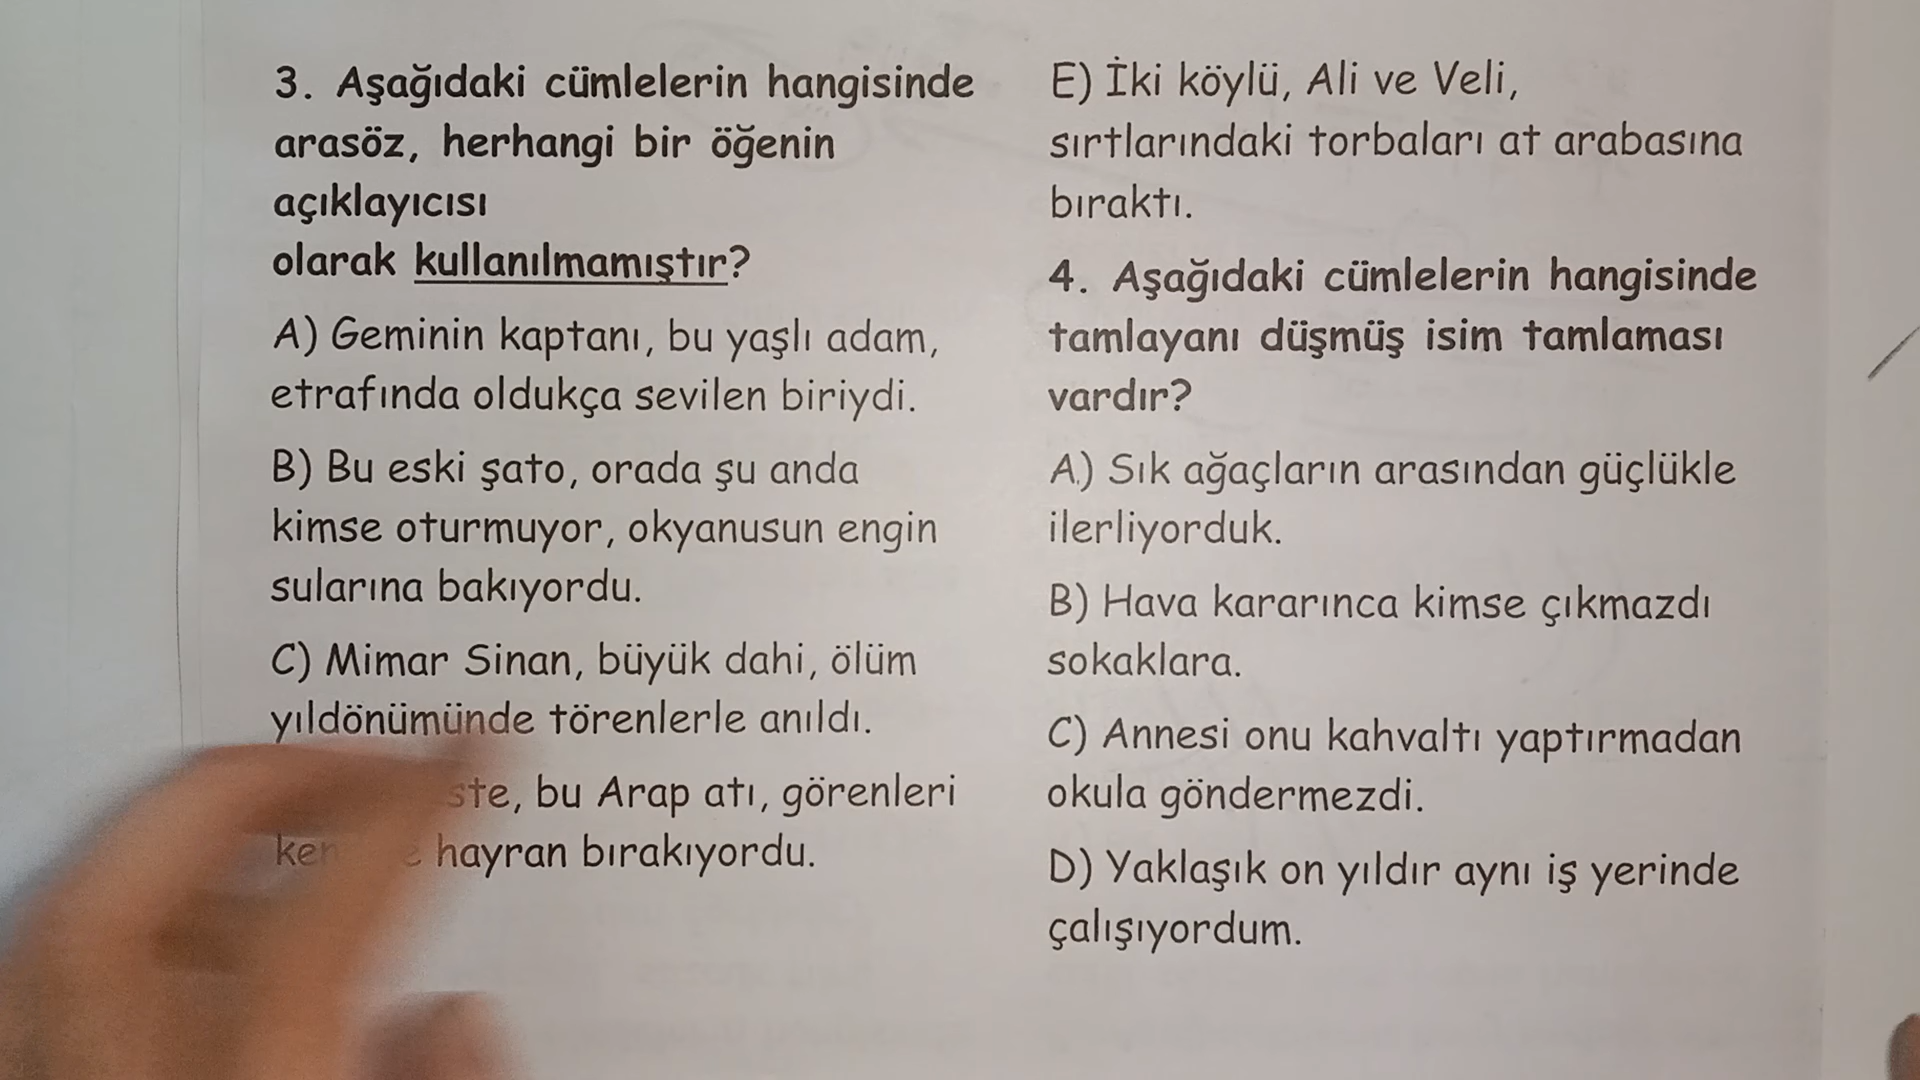 3. Aşağıdaki cümlelerin hangisinde
arasöz, herhangi bir öğenin
açıklayıcısı
olarak kullanılmamıştır?
A) Geminin kaptanı, bu yaşlı adam,
etrafında oldukça sevilen biriydi.
B) Bu eski şato, orada şu anda
kimse oturmuyor, okyanusun engin
sularına bakıyordu.
C) Mimar Sinan, büyük dahi, ölüm
yıldönümünde törenlerle anıldı.
bu Arap atı, görenleri
hayran bırakıyordu.
E) İki köylü, Ali ve Veli,
sırtlarındaki torbaları at arabasına
bıraktı.
4. Aşağıdaki cümlelerin hangisinde
tamlayanı düşmüş isim tamlaması
vardır?
A) Sık ağaçların arasından güçlükle
ilerliyorduk.
B) Hava kararınca kimse çıkmazdı
sokaklara.
C) Annesi onu kahvaltı yaptırmadan
okula göndermezdi.
D) Yaklaşık on yıldır aynı iş yerinde
çalışıyordum.